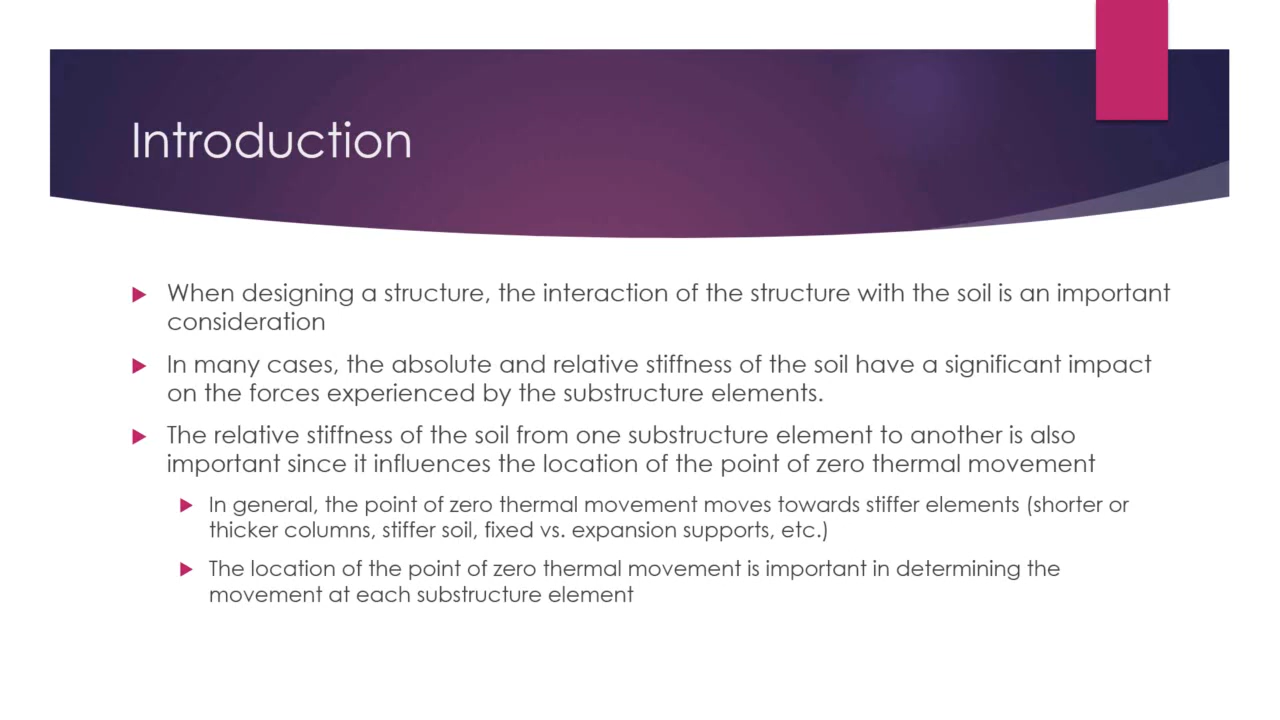 Introduction
When designing a structure, the interaction of the structure with the soil is an important
consideration
In many cases, the absolute and relative stiffness of the soil have a significant impact
on the forces experienced by the substructure elements.
The relative stiffness of the soil from one substructure element to another is also
important since it influences the location of the point of zero thermal movement
In general, the point of zero thermal movement moves towards stiffer elements (shorter or
thicker columns, stiffer soil, fixed vs. expansion supports, etc.)
The location of the point of zero thermal movement is important in determining the
movement at each substructure element